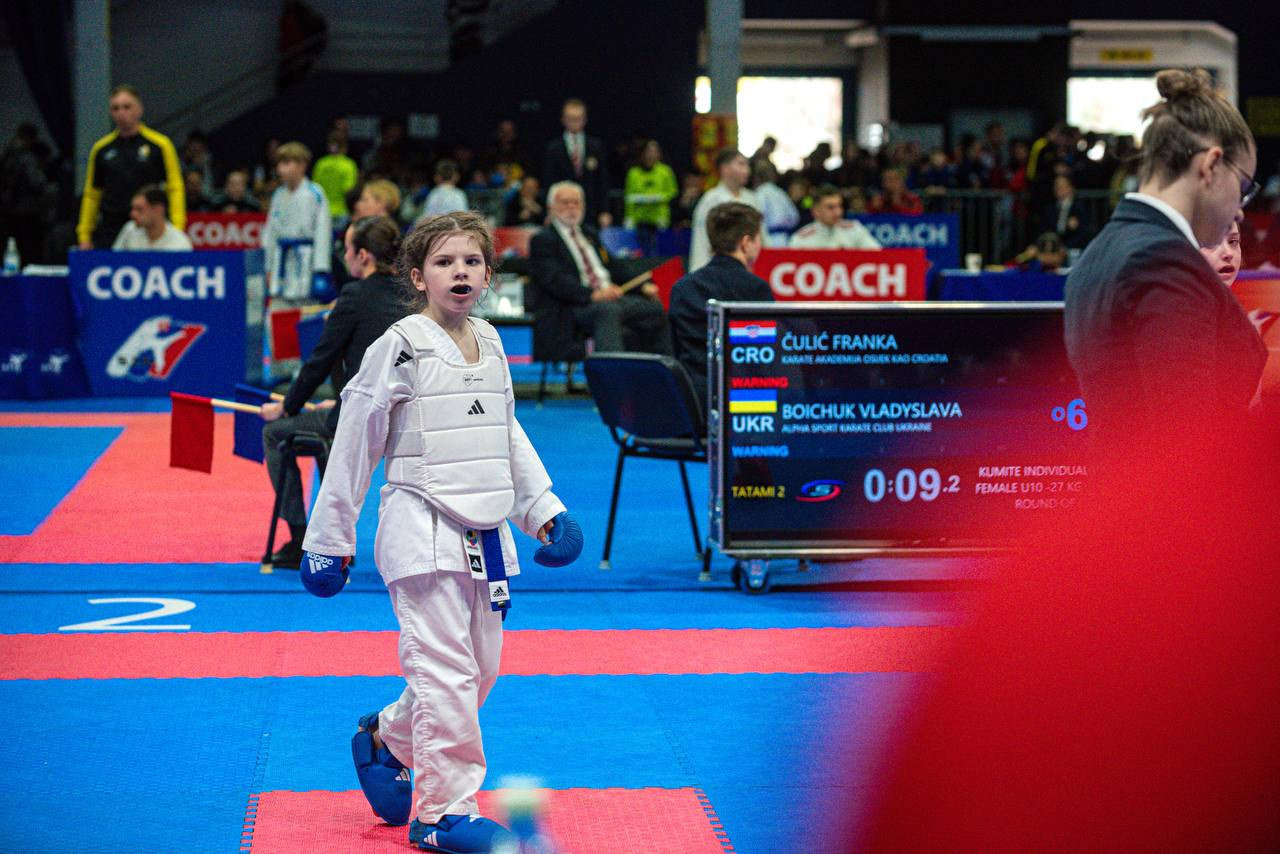 COACH
COACH
COACH
COACH
ČULIĆ FRANKA
CRO
KARATE AKADEMIJA OSIJEK KAO CROATIA
WARNING
BOICHUK VLADYSLAVA
UKR
ALPHA SPORT KARATE CLUB UKRAINE
6
WARNING
TATAMI 2
0:09.2
KUMITE INDIVIDUAL
FEMALE U10 -27 KG
ROUND OF
adidas
2